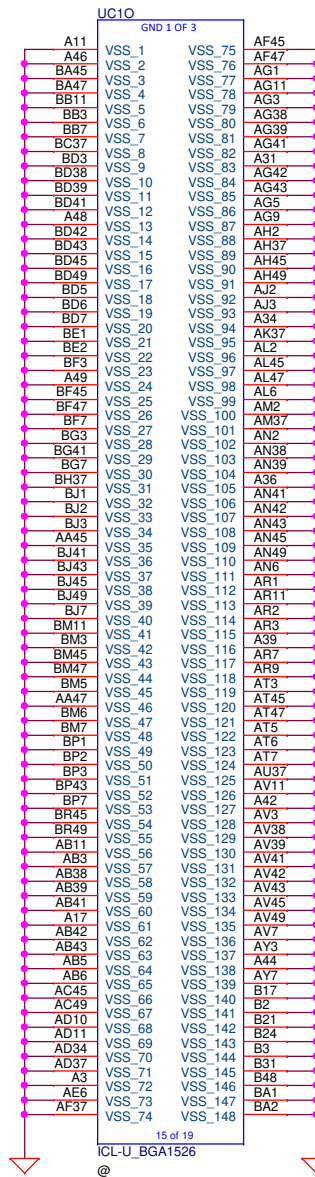 UC1O
GND 1 OF 3
A11 VSS_1 VSS_75 AF45
A46 VSS_2 VSS_76 AF47
BA45 VSS_3 VSS_77 AG1
BA47 VSS_4 VSS_78 AG11
BB11 VSS_5 VSS_79 AG3
BB3 VSS_6 VSS_80 AG38
BB7 VSS_7 VSS_81 AG39
BC37 VSS_8 VSS_82 AG41
BD3 VSS_9 VSS_83 A31
BD38 VSS_10 VSS_84 AG42
BD39 VSS_11 VSS_85 AG43
BD41 VSS_12 VSS_86 AG5
A48 VSS_13 VSS_87 AG9
BD42 VSS_14 VSS_88 AH2
BD43 VSS_15 VSS_89 AH37
BD45 VSS_16 VSS_90 AH45
BD49 VSS_17 VSS_91 AH49
BD5 VSS_18 VSS_92 AJ2
BD6 VSS_19 VSS_93 AJ3
BD7 VSS_20 VSS_94 A34
BE1 VSS_21 VSS_95 AK37
BE2 VSS_22 VSS_96 AL2
BF3 VSS_23 VSS_97 AL45
A49 VSS_24 VSS_98 AL47
BF45 VSS_25 VSS_99 AL6
BF47 VSS_26 VSS_100 AM2
BF7 VSS_27 VSS_101 AM37
BG3 VSS_28 VSS_102 AN2
BG41 VSS_29 VSS_103 AN38
BG7 VSS_30 VSS_104 AN39
BH37 VSS_31 VSS_105 A36
BJ1 VSS_32 VSS_106 AN41
BJ2 VSS_33 VSS_107 AN42
BJ3 VSS_34 VSS_108 AN43
AA45 VSS_35 VSS_109 AN45
BJ41 VSS_36 VSS_110 AN49
BJ43 VSS_37 VSS_111 AN6
BJ45 VSS_38 VSS_112 AR1
BJ49 VSS_39 VSS_113 AR11
BJ7 VSS_40 VSS_114 AR2
BM11 VSS_41 VSS_115 AR3
BM3 VSS_42 VSS_116 A39
BM45 VSS_43 VSS_117 AR7
BM47 VSS_44 VSS_118 AR9
BM5 VSS_45 VSS_119 AT3
AA47 VSS_46 VSS_120 AT45
BM6 VSS_47 VSS_121 AT47
BM7 VSS_48 VSS_122 AT5
BP1 VSS_49 VSS_123 AT6
BP2 VSS_50 VSS_124 AT7
BP3 VSS_51 VSS_125 AU37
BP43 VSS_52 VSS_126 AV11
BP7 VSS_53 VSS_127 A42
BR45 VSS_54 VSS_128 AV3
BR49 VSS_55 VSS_129 AV38
AB11 VSS_56 VSS_130 AV39
AB3 VSS_57 VSS_131 AV41
AB38 VSS_58 VSS_132 AV42
AB39 VSS_59 VSS_133 AV43
AB41 VSS_60 VSS_134 AV45
A17 VSS_61 VSS_135 AV49
AB42 VSS_62 VSS_136 AV7
AB43 VSS_63 VSS_137 AY3
AB5 VSS_64 VSS_138 A44
AB6 VSS_65 VSS_139 AY7
AC45 VSS_66 VSS_140 B17
AC49 VSS_67 VSS_141 B2
AD10 VSS_68 VSS_142 B21
AD11 VSS_69 VSS_143 B24
AD34 VSS_70 VSS_144 B3
AD37 VSS_71 VSS_145 B31
A3 VSS_72 VSS_146 B48
AE6 VSS_73 VSS_147 BA1
AF37 VSS_74 VSS_148 BA2
15 of 19
ICL-U_BGA1526
@